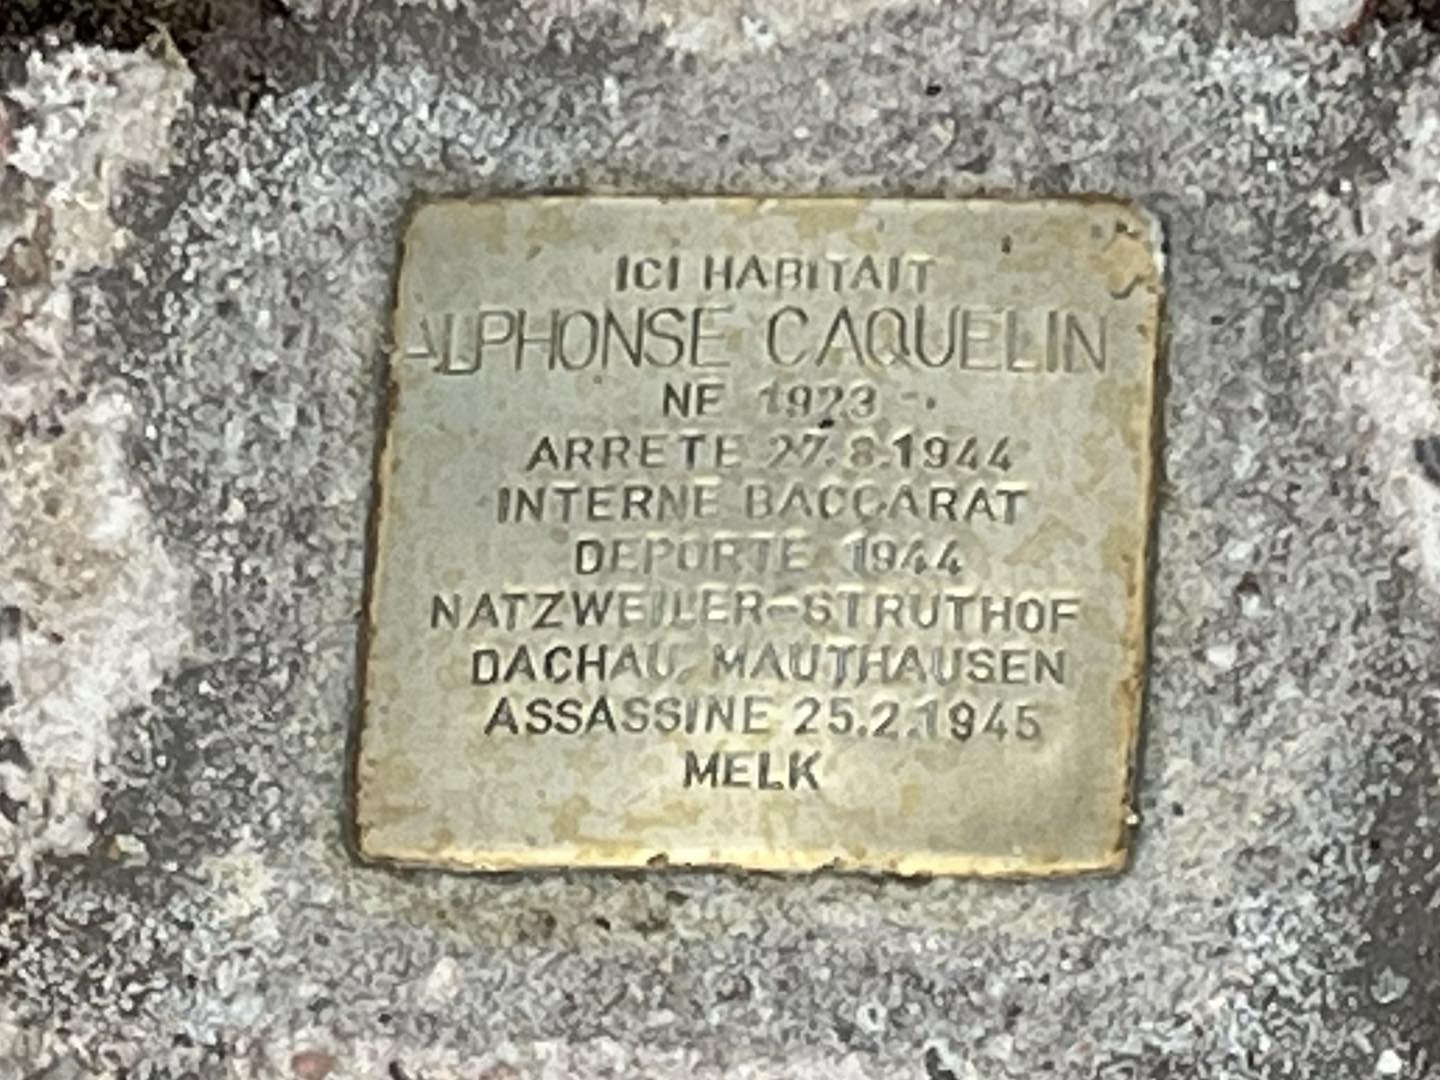 ICI HABITAIT
ALPHONSE CAQUELIN
NE 1923
ARRETE 27.8.1944
INTERNE BACCARAT
DEPORTE 1944
NATZWEILER-STRUTHOF
DACHAU, MAUTHAUSEN
ASSASSINE 25.2.1945
MELK